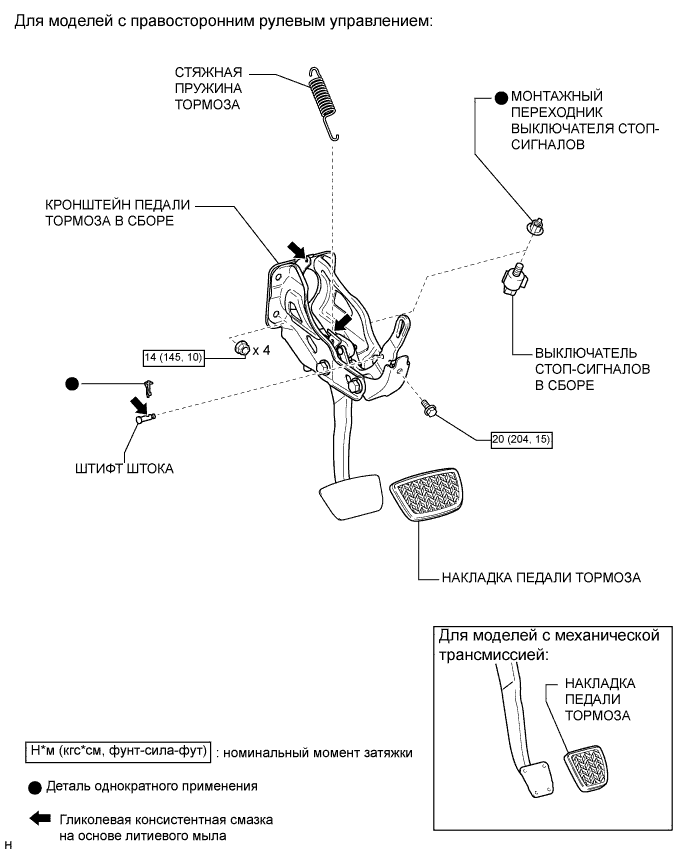 Для моделей с правосторонним рулевым управлением:
СТЯЖНАЯ
ПРУЖИНА
ТОРМОЗА
МОНТАЖНЫЙ
ПЕРЕХОДНИК
ВЫКЛЮЧАТЕЛЯ СТОП-
СИГНАЛОВ
КРОНШТЕЙН ПЕДАЛИ
ТОРМОЗА В СБОРЕ
14 (145, 10)
x 4
ВЫКЛЮЧАТЕЛЬ
СТОП-СИГНАЛОВ
В СБОРЕ
20 (204, 15)
ШТИФТ ШТОКА
НАКЛАДКА ПЕДАЛИ ТОРМОЗА
Для моделей с механической
трансмиссией:
НАКЛАДКА
ПЕДАЛИ
ТОРМОЗА
Н*м (кгс*см, фунт-сила-фут) : номинальный момент затяжки
Деталь однократного применения
Гликолевая консистентная смазка
на основе литиевого мыла
H